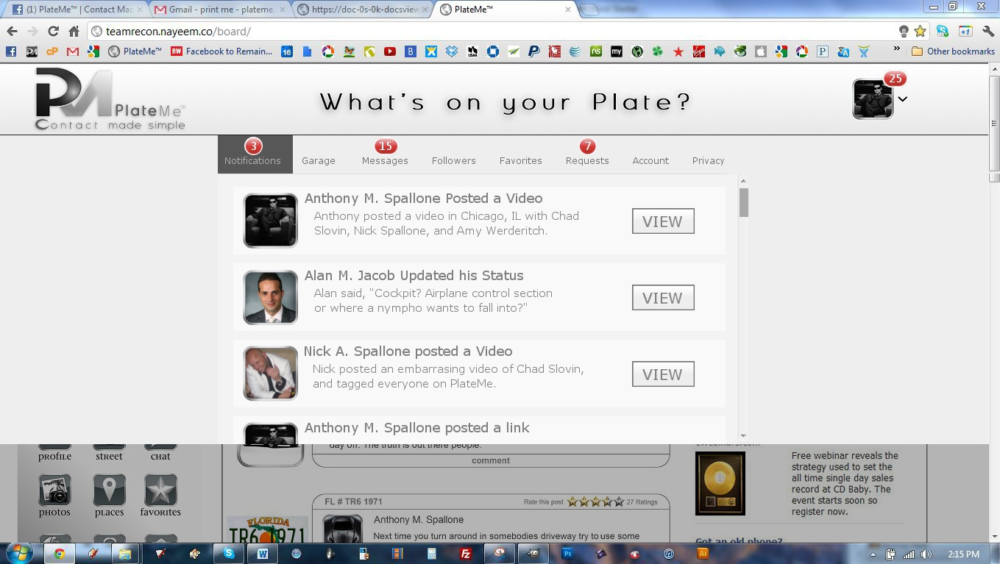 (1) PlateMe™ | Contact Mac
Gmail - print me - plateme.
https://doc-0s-0k-docsview
PlateMe™
teamrecon.nayeem.co/board/
PlateMe™
BW Facebook to Remain...
16
Other bookmarks
PM PlateMe™
Contact made simple
What's on your Plate?
25
3
15
7
Notifications Garage Messages Followers Favorites Requests Account Privacy
Anthony M. Spallone Posted a Video
Anthony posted a video in Chicago, IL with Chad
Slovin, Nick Spallone, and Amy Werderitch.
VIEW
Alan M. Jacob Updated his Status
Alan said, "Cockpit? Airplane control section
or where a nympho wants to fall into?"
VIEW
Nick A. Spallone posted a Video
Nick posted an embarrasing video of Chad Slovin,
and tagged everyone on PlateMe.
VIEW
Anthony M. Spallone posted a link
day off. The truth is out there people.
comment
PROFILE STREET CHAT
PHOTOS PLACES FAVORITES
FL # TR6 1971
Rate this post
27 Ratings
FLORIDA
TR6 1971
Anthony M. Spallone
Next time you turn around in somebodies driveway try to use some
Free webinar reveals the
strategy used to set the
all time single day sales
record at CD Baby. The
event starts soon so
register now.
Got an old phone?
2:15 PM